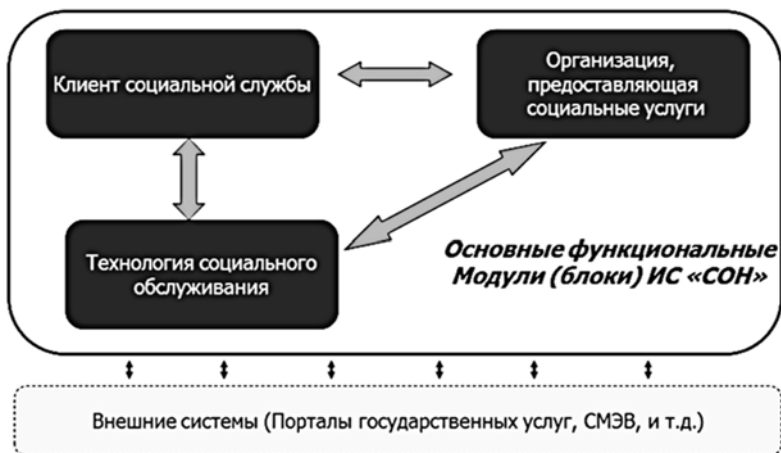 Клиент социальной службы
Организация,
предоставляющая
социальные услуги
Технология социального
обслуживания
Основные функциональные
Модули (блоки) ИС «СОН»
Внешние системы (Порталы государственных услуг, СМЭВ, и т.д.)